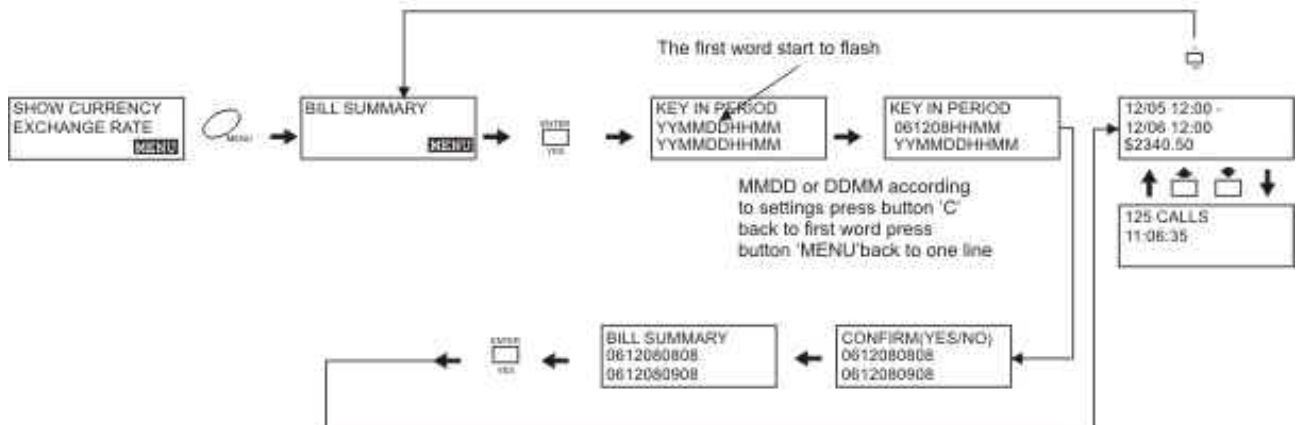 The first word start to flash
SHOW CURRENCY
EXCHANGE RATE
MENU
MENU
BILL SUMMARY
MENU
ENTER
YES
KEY IN PERIOD
YYMMDDHHMM
YYMMDDHHMM
KEY IN PERIOD
061208HHMM
YYMMDDHHMM
12/05 12:00 -
12/06 12:00
$2340.50
MMDD or DDMM according
to settings press button 'C'
back to first word press
button 'MENU'back to one line
125 CALLS
11:06:35
ENTER
YES
BILL SUMMARY
0612080808
0612080908
CONFIRM(YES/NO)
0612080808
0612080908